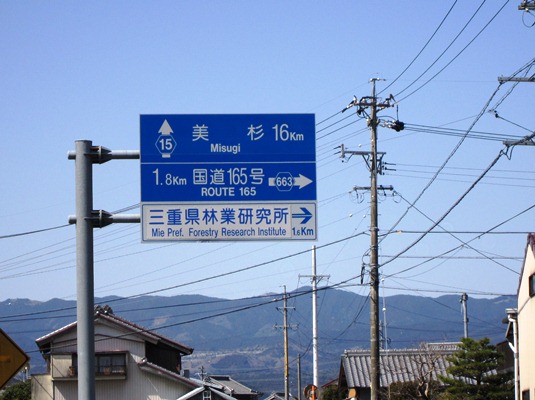 15 美杉 16Km
Misugi
1.8Km 国道165号 663
ROUTE 165
三重県林業研究所
Mie Pref. Forestry Research Institute 1.6Km